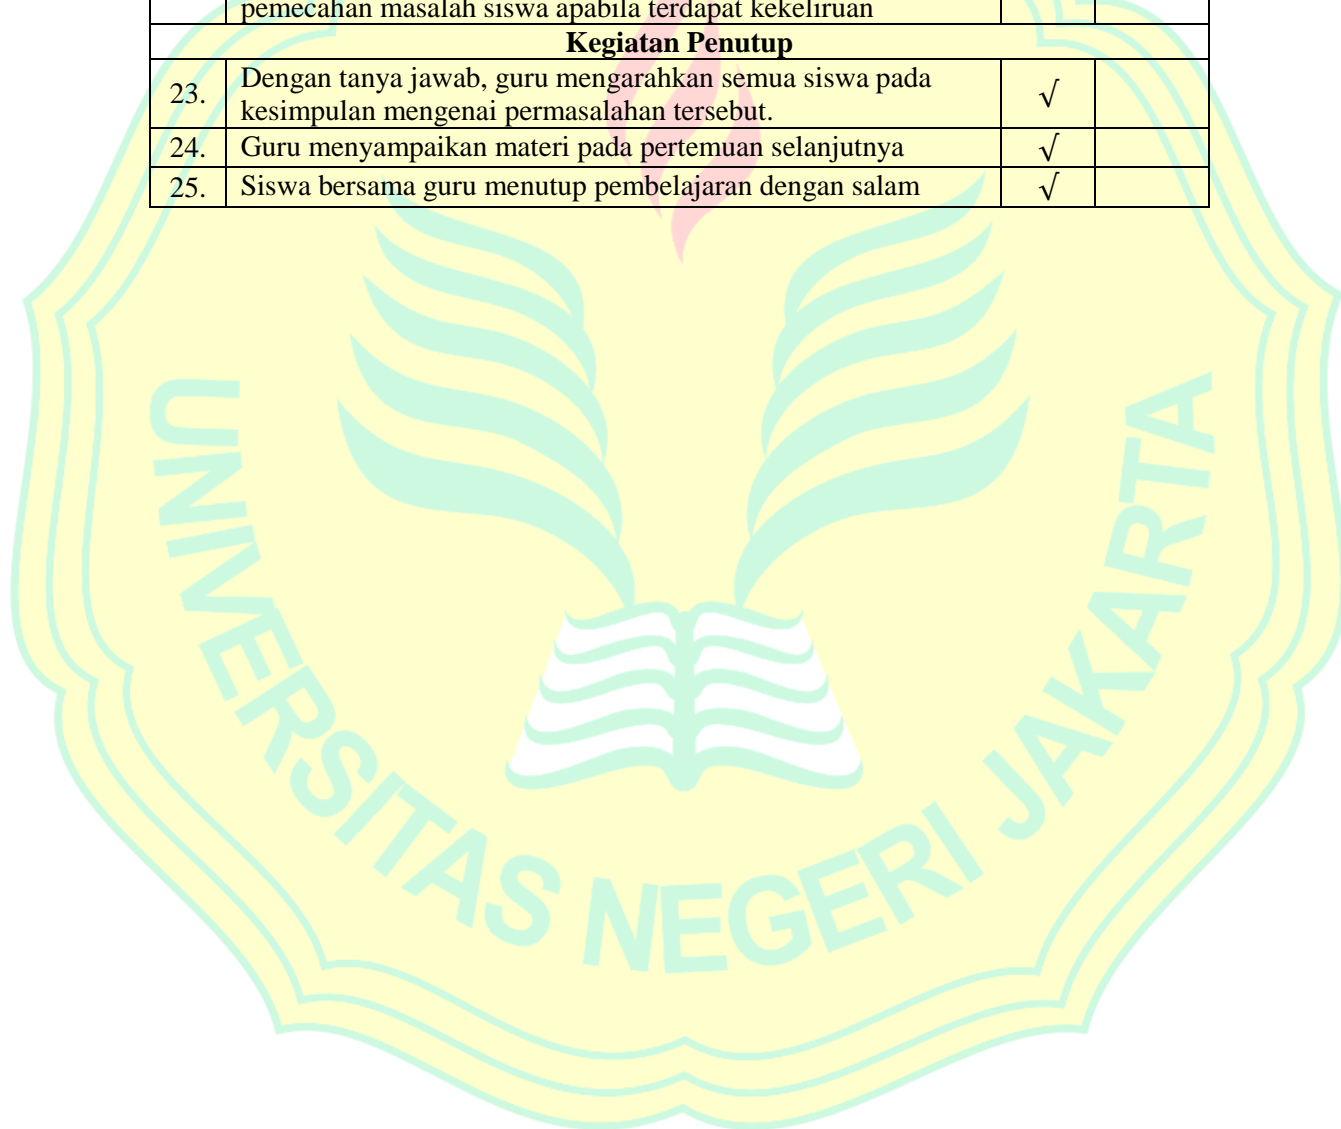 pemecahan masalah siswa apabila terdapat kekeliruan
Kegiatan Penutup
23. Dengan tanya jawab, guru mengarahkan semua siswa pada √
kesimpulan mengenai permasalahan tersebut.
24. Guru menyampaikan materi pada pertemuan selanjutnya √
25. Siswa bersama guru menutup pembelajaran dengan salam √
UNIVERSITAS NEGERI JAKARTA